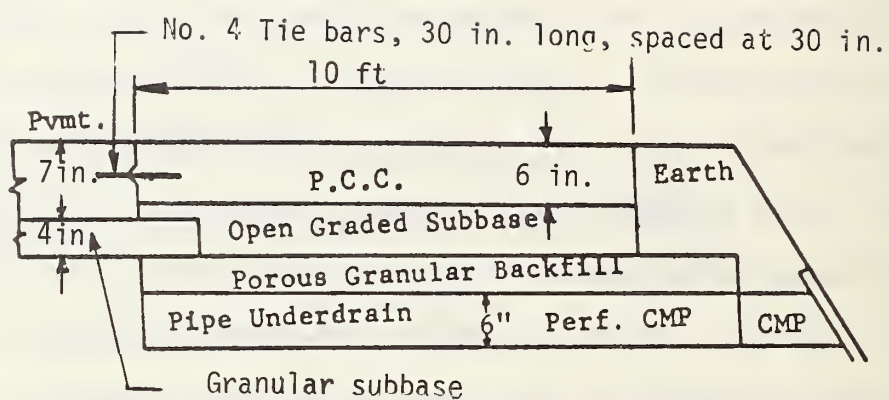 No. 4 Tie bars, 30 in. long, spaced at 30 in.
10 ft
Pvmt.
7in.
P.C.C.
6 in.
Earth
4in
Open Graded Subbase
Porous Granular Backfill
Pipe Underdrain
6"
Perf. CMP
CMP
Granular subbase